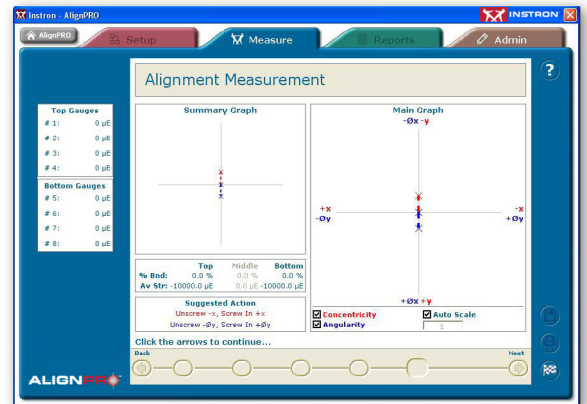 Instron - AlignPRO
INSTRON
AlignPRO
Setup
Measure
Reports
Admin
?
Alignment Measurement
Top Gauges
# 1: 0 µE
# 2: 0 µE
# 3: 0 µE
# 4: 0 µE
Bottom Gauges
# 5: 0 µE
# 6: 0 µE
# 7: 0 µE
# 8: 0 µE
Summary Graph
Top Middle Bottom
% Bnd: 0.0 % 0.0 % 0.0 %
Av Str: -10000.0 µE 0.0 µE -10000.0 µE
Suggested Action
Unscrew -x, Screw In +x
Unscrew -Øy, Screw In +Øy
Main Graph
-Øx -y
+x -x
-Øy +Øy
+Øx +y
Concentricity Auto Scale
Angularity 1
Click the arrows to continue...
Back Next
ALIGNPRO